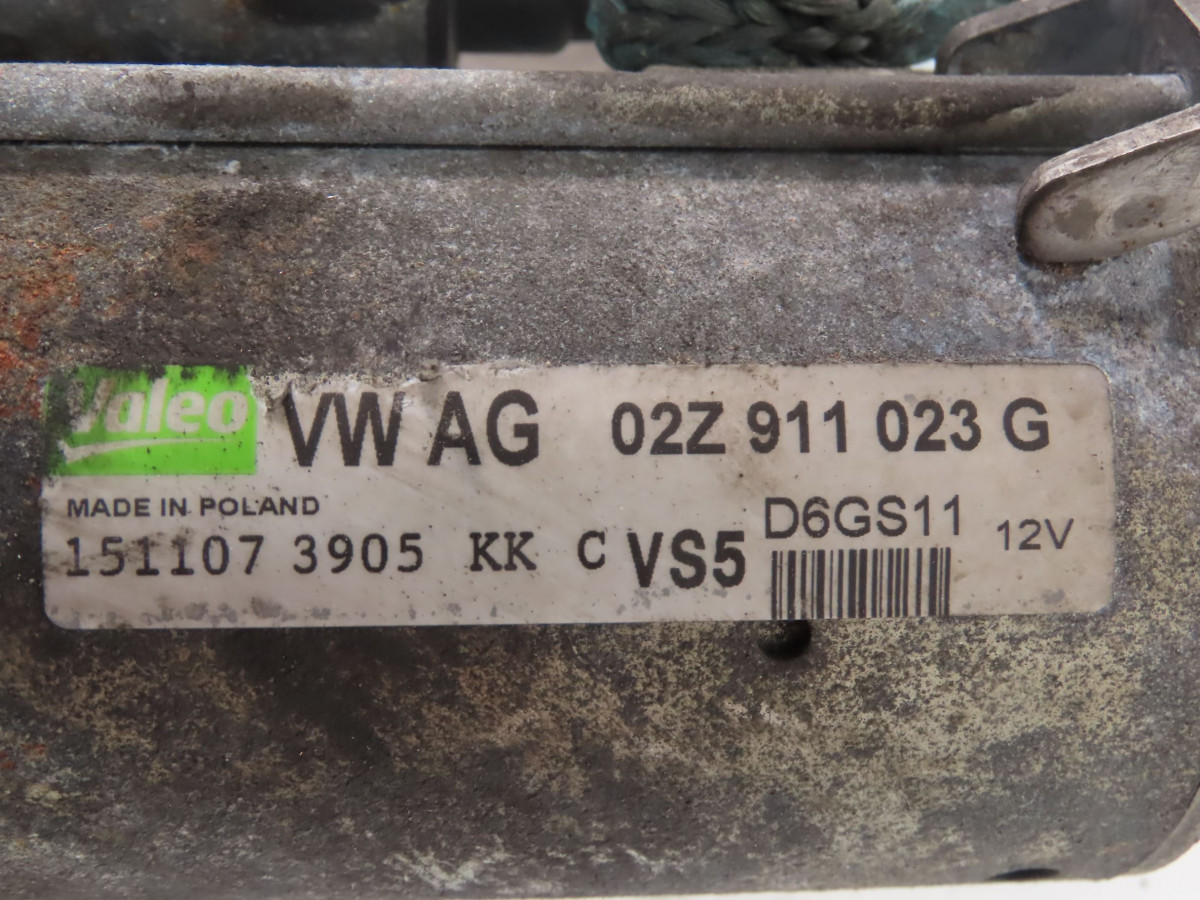 Valeo VW AG 02Z 911 023 G
MADE IN POLAND
D6GS11 12V
151107 3905 KK C VS5